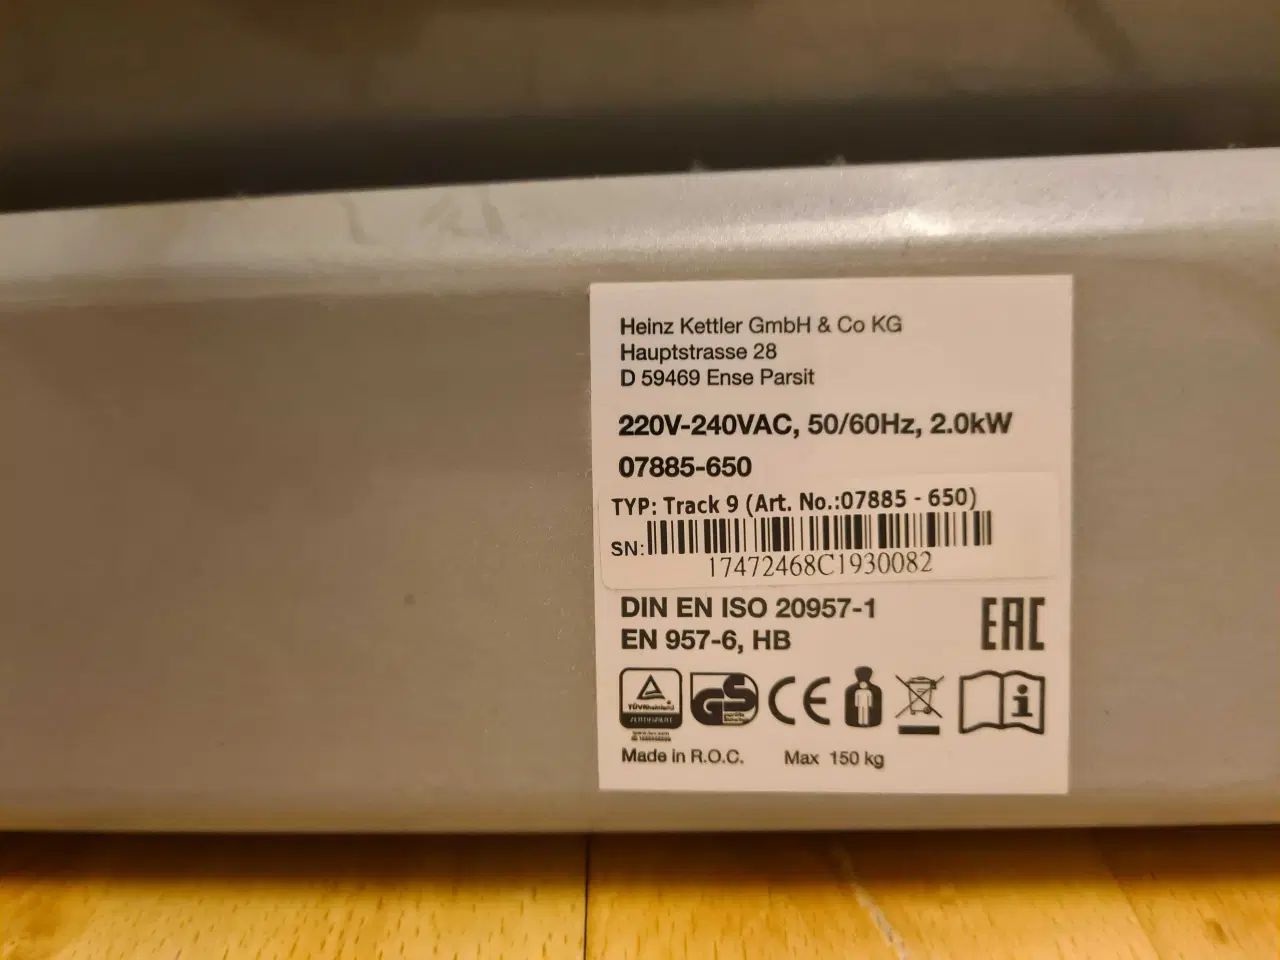 Heinz Kettler GmbH & Co KG
Hauptstrasse 28
D 59469 Ense Parsit
220V-240VAC, 50/60Hz, 2.0kW
07885-650
TYP: Track 9 (Art. No.:07885 - 650)
SN:
17472468C1930082
DIN EN ISO 20957-1
EN 957-6, HB
EAC
TÜVRheinland
GS
CE
i
Made in R.O.C. Max 150 kg